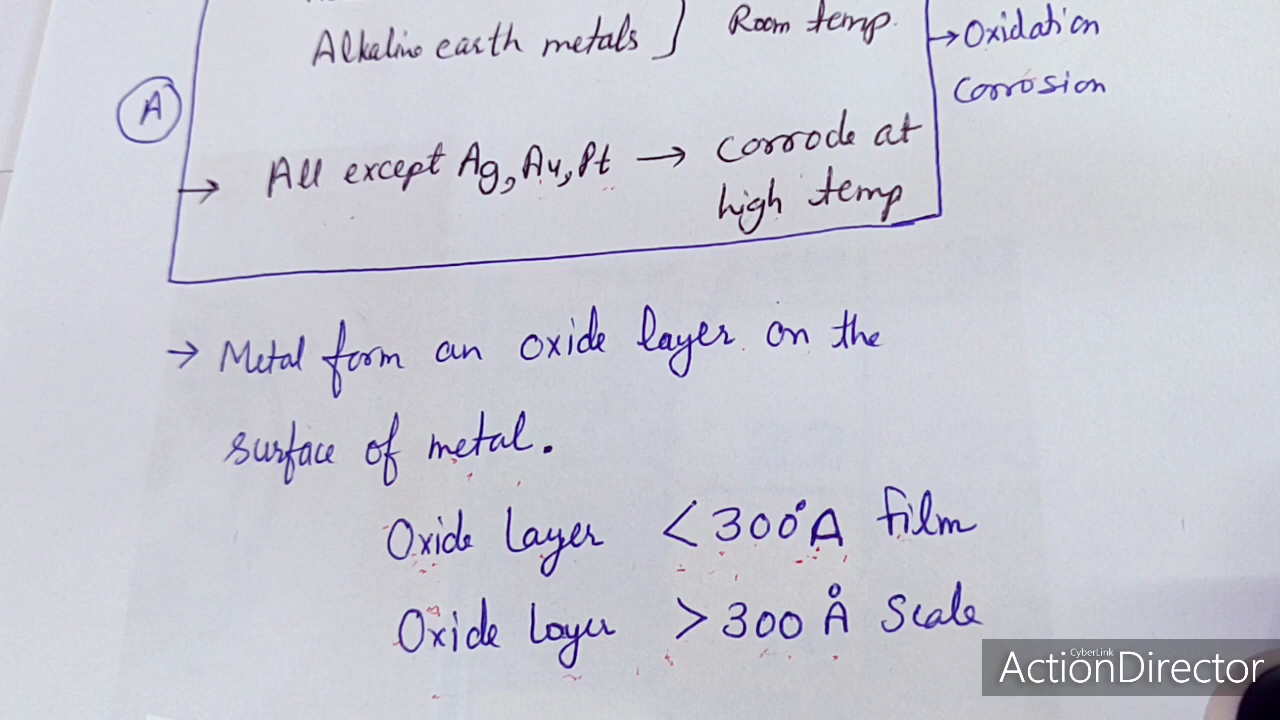 Alkaline earth metals ] Room temp. → Oxidation
corrosion
A
→ All except Ag, Au, Pt → corrode at
high temp
→ Metal form an oxide layer on the
surface of metal.
Oxide Layer < 300°A film
Oxide Layer > 300 Å Scale
CyberLink
ActionDirector